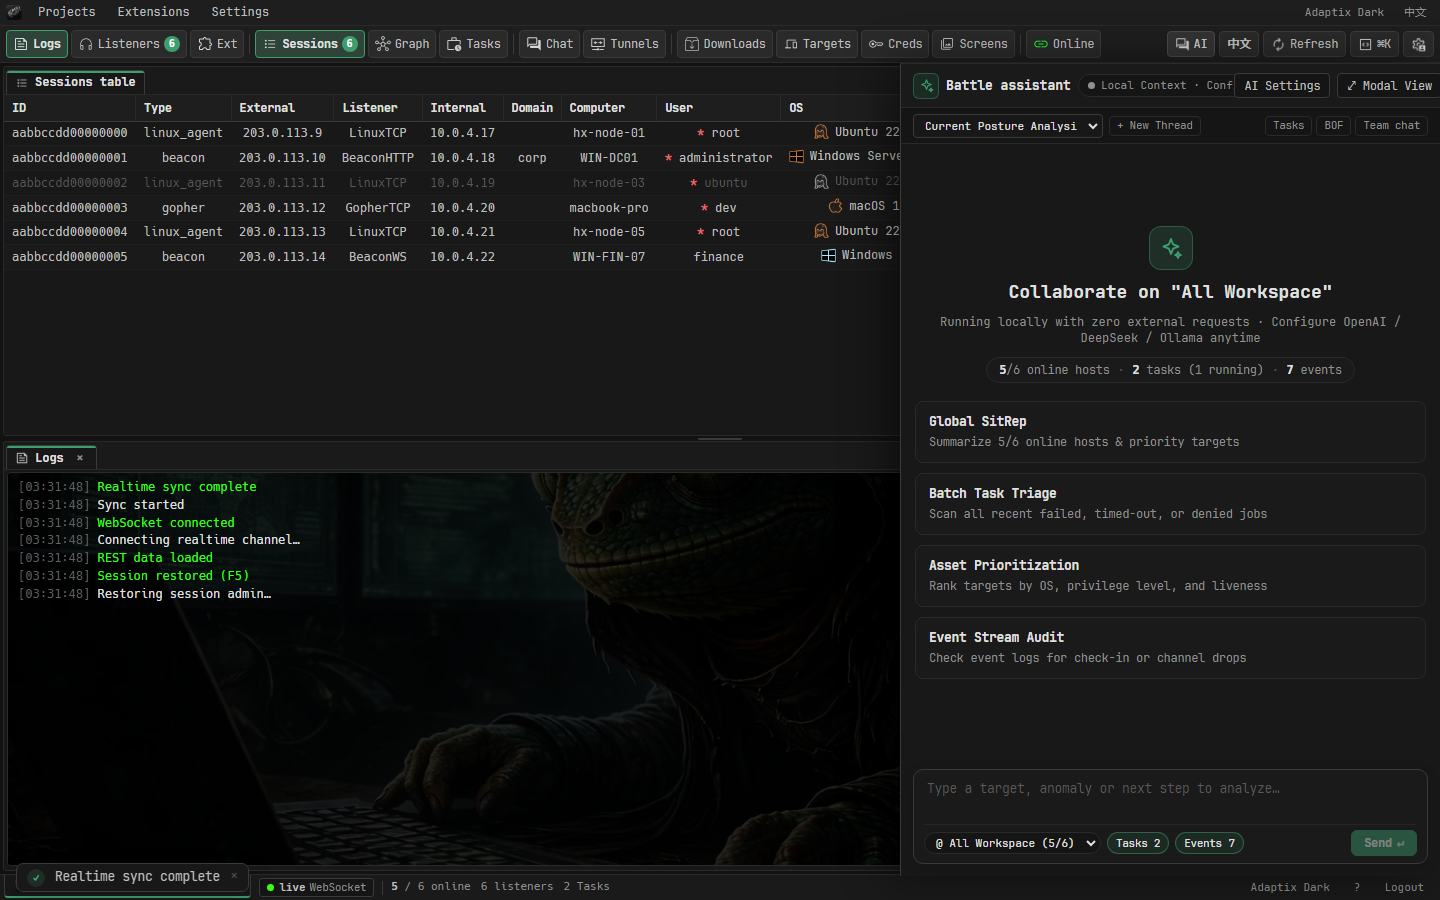 Projects Extensions Settings Adaptix Dark 中文
Logs Listeners 6 Ext Sessions 6 Graph Tasks Chat Tunnels Downloads Targets Creds Screens Online AI 中文 Refresh ⌘K
Sessions table
ID Type External Listener Internal Domain Computer User OS
aabbccdd00000000 linux_agent 203.0.113.9 LinuxTCP 10.0.4.17 hx-node-01 * root Ubuntu 22
aabbccdd00000001 beacon 203.0.113.10 BeaconHTTP 10.0.4.18 corp WIN-DC01 * administrator Windows Serve
aabbccdd00000002 linux_agent 203.0.113.11 LinuxTCP 10.0.4.19 hx-node-03 * ubuntu Ubuntu 22
aabbccdd00000003 gopher 203.0.113.12 GopherTCP 10.0.4.20 macbook-pro * dev macOS 1
aabbccdd00000004 linux_agent 203.0.113.13 LinuxTCP 10.0.4.21 hx-node-05 * root Ubuntu 22
aabbccdd00000005 beacon 203.0.113.14 BeaconWS 10.0.4.22 WIN-FIN-07 finance Windows
Logs ×
[03:31:48] Realtime sync complete
[03:31:48] Sync started
[03:31:48] WebSocket connected
[03:31:48] Connecting realtime channel…
[03:31:48] REST data loaded
[03:31:48] Session restored (F5)
[03:31:48] Restoring session admin…
Battle assistant Local Context · Conf AI Settings Modal View
Current Posture Analysi + New Thread Tasks BOF Team chat
Collaborate on "All Workspace"
Running locally with zero external requests · Configure OpenAI /
DeepSeek / Ollama anytime
5/6 online hosts · 2 tasks (1 running) · 7 events
Global SitRep
Summarize 5/6 online hosts & priority targets
Batch Task Triage
Scan all recent failed, timed-out, or denied jobs
Asset Prioritization
Rank targets by OS, privilege level, and liveness
Event Stream Audit
Check event logs for check-in or channel drops
Type a target, anomaly or next step to analyze…
@ All Workspace (5/6) Tasks 2 Events 7 Send ↵
Realtime sync complete ×
live WebSocket 5 / 6 online 6 listeners 2 Tasks Adaptix Dark ? Logout